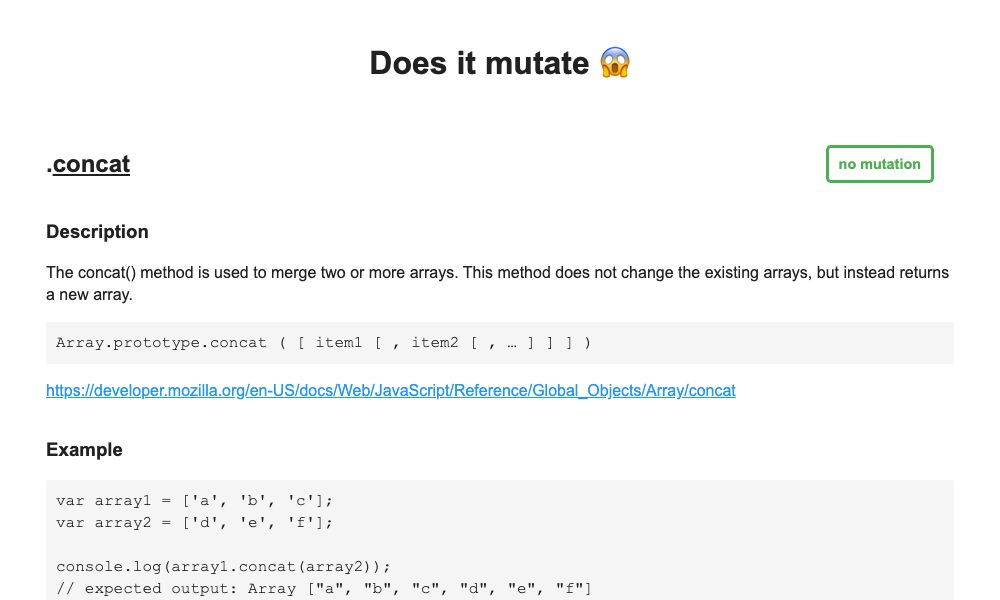 Does it mutate 😱
.concat
no mutation
Description
The concat() method is used to merge two or more arrays. This method does not change the existing arrays, but instead returns
a new array.
Array.prototype.concat ( [ item1 [ , item2 [ , … ] ] ] )
https://developer.mozilla.org/en-US/docs/Web/JavaScript/Reference/Global_Objects/Array/concat
Example
var array1 = ['a', 'b', 'c'];
var array2 = ['d', 'e', 'f'];
console.log(array1.concat(array2));
// expected output: Array ["a", "b", "c", "d", "e", "f"]